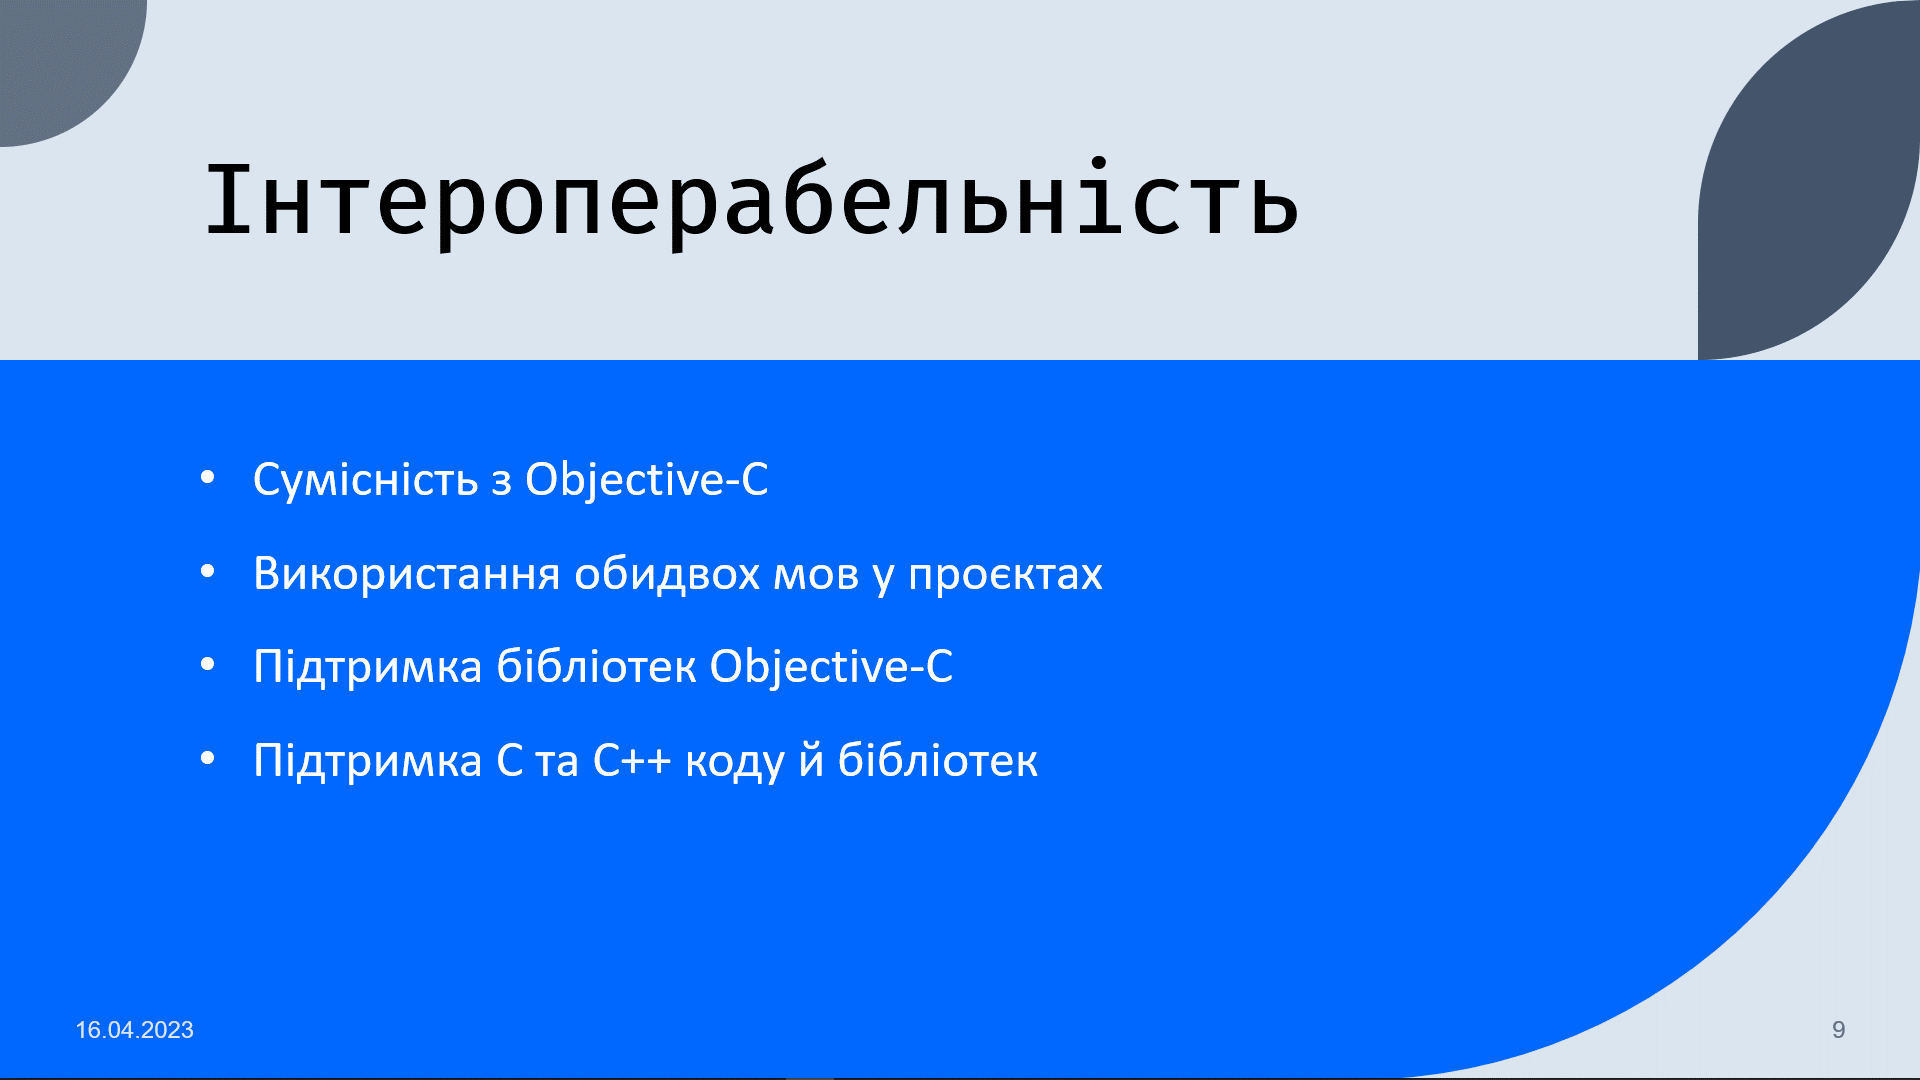 Інтероперабельність
• Сумісність з Objective-C
• Використання обидвох мов у проєктах
• Підтримка бібліотек Objective-C
• Підтримка C та C++ коду й бібліотек
16.04.2023
9